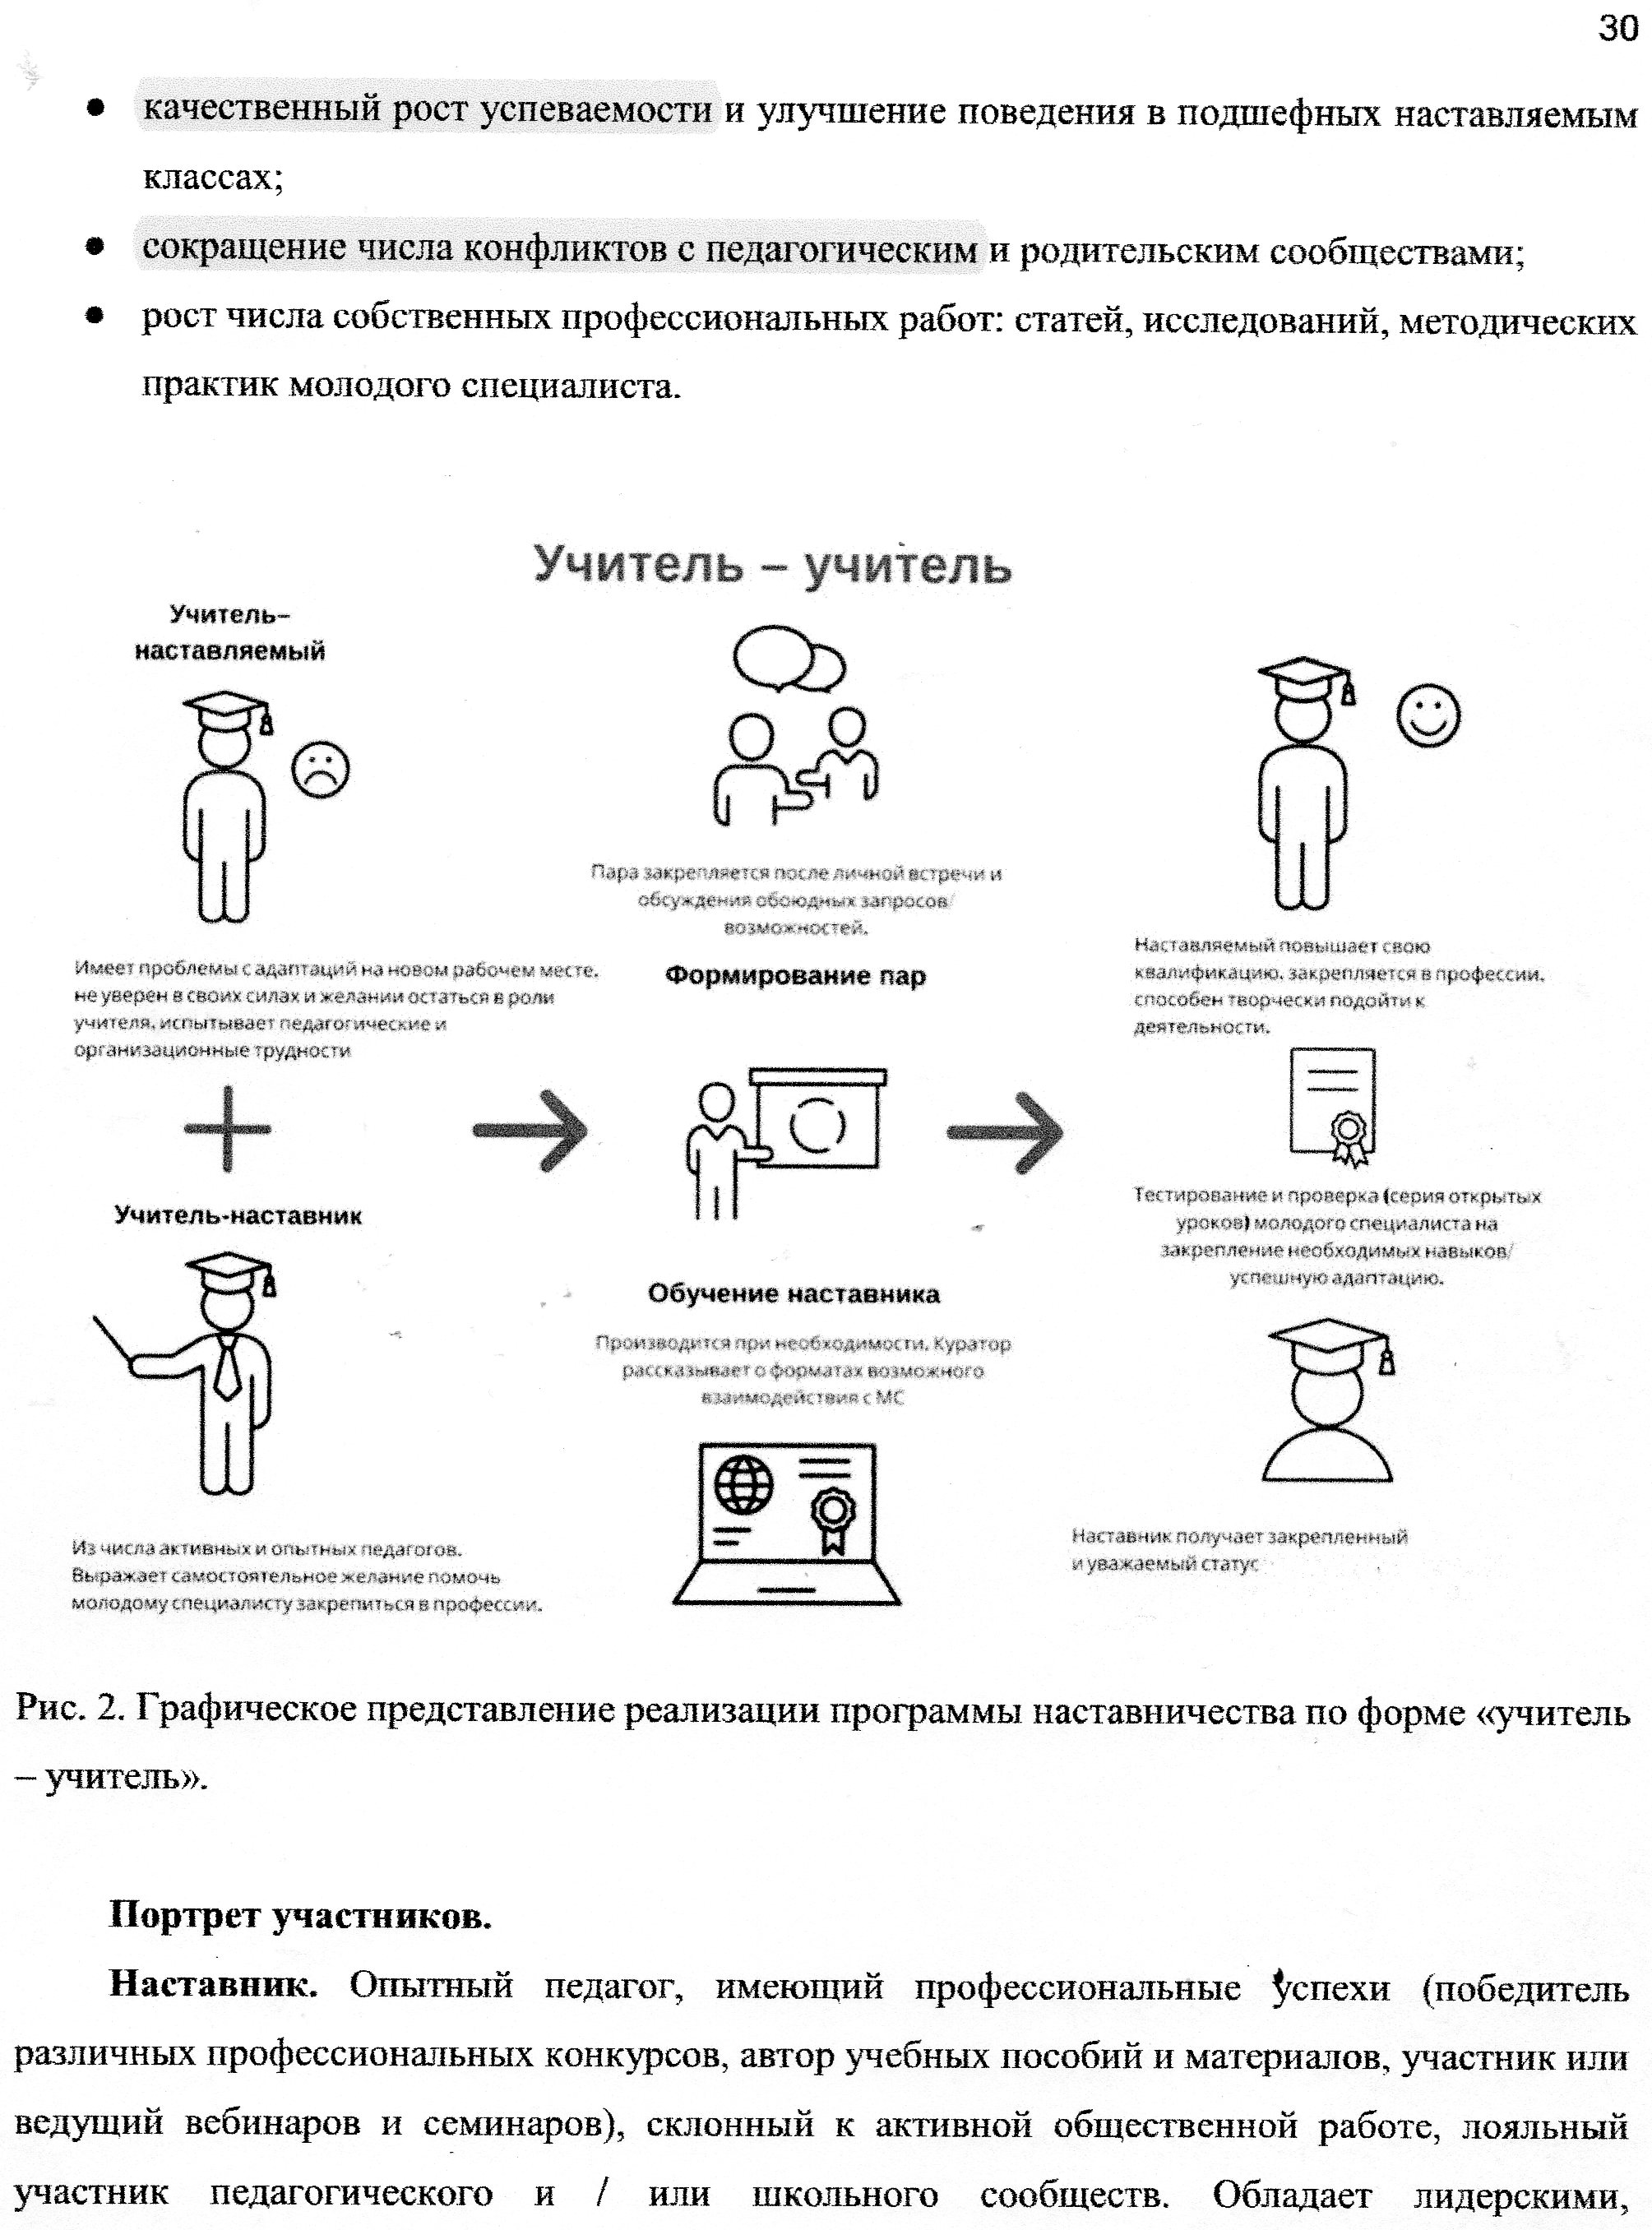 30
• качественный рост успеваемости и улучшение поведения в подшефных наставляемым
классах;
• сокращение числа конфликтов с педагогическим и родительским сообществами;
• рост числа собственных профессиональных работ: статей, исследований, методических
практик молодого специалиста.
Учитель – учитель
Учитель–
наставляемый
Имеет проблемы с адаптаций на новом рабочем месте,
не уверен в своих силах и желании остаться в роли
учителя, испытывает педагогические и
организационные трудности
Учитель-наставник
Из числа активных и опытных педагогов.
Выражает самостоятельное желание помочь
молодому специалисту закрепиться в профессии.
Пара закрепляется после личной встречи и
обсуждения обоюдных запросов/
возможностей.
Формирование пар
Обучение наставника
Производится при необходимости. Куратор
рассказывает о форматах возможного
взаимодействия с МС
Наставляемый повышает свою
квалификацию, закрепляется в профессии,
способен творчески подойти к
деятельности.
Тестирование и проверка (серия открытых
уроков) молодого специалиста на
закрепление необходимых навыков/
успешную адаптацию.
Наставник получает закрепленный
и уважаемый статус
Рис. 2. Графическое представление реализации программы наставничества по форме «учитель
– учитель».
Портрет участников.
Наставник. Опытный педагог, имеющий профессиональные успехи (победитель
различных профессиональных конкурсов, автор учебных пособий и материалов, участник или
ведущий вебинаров и семинаров), склонный к активной общественной работе, лояльный
участник педагогического и / или школьного сообществ. Обладает лидерскими,